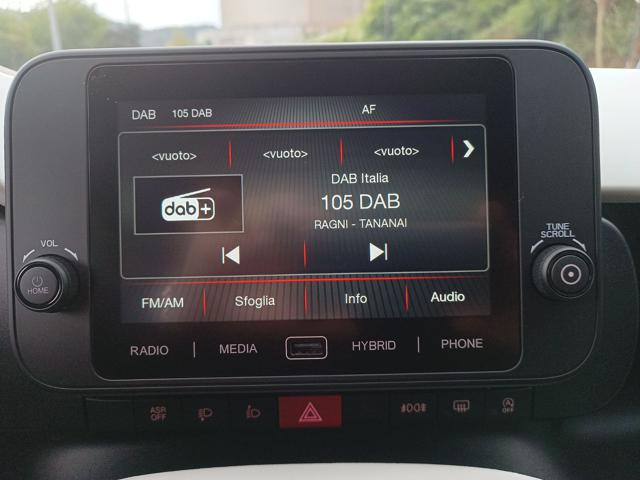 DAB 105 DAB AF
<vuoto> <vuoto> <vuoto>
DAB Italia
dab+
105 DAB
RAGNI - TANANAI
VOL
TUNE
SCROLL
HOME
FM/AM Sfoglia Info Audio
RADIO MEDIA HYBRID PHONE
ASR
OFF
A
OFF